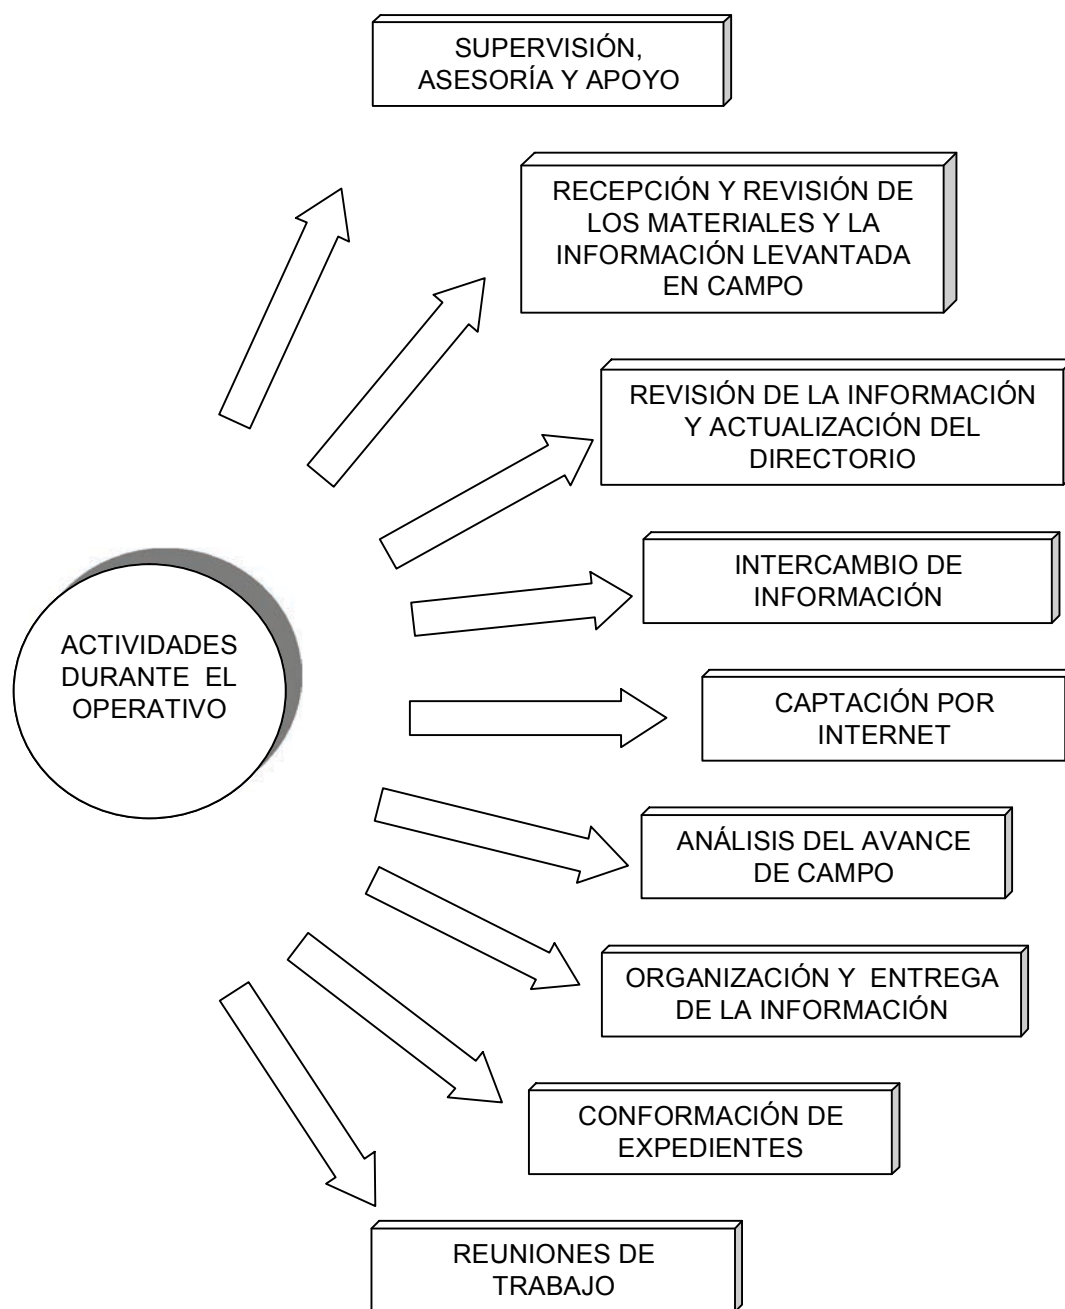 SUPERVISIÓN,
ASESORÍA Y APOYO
RECEPCIÓN Y REVISIÓN DE
LOS MATERIALES Y LA
INFORMACIÓN LEVANTADA
EN CAMPO
REVISIÓN DE LA INFORMACIÓN
Y ACTUALIZACIÓN DEL
DIRECTORIO
INTERCAMBIO DE
INFORMACIÓN
ACTIVIDADES
DURANTE EL
OPERATIVO
CAPTACIÓN POR
INTERNET
ANÁLISIS DEL AVANCE
DE CAMPO
ORGANIZACIÓN Y ENTREGA
DE LA INFORMACIÓN
CONFORMACIÓN DE
EXPEDIENTES
REUNIONES DE
TRABAJO